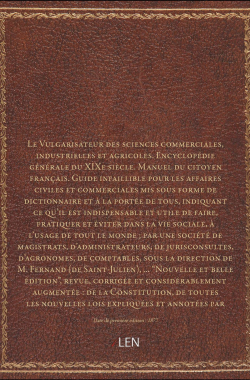 Le Vulgarisateur des sciences commerciales,
industrielles et agricoles. Encyclopédie
générale du XIXe siècle. Manuel du citoyen
français. Guide infaillible pour les affaires
civiles et commerciales mis sous forme de
dictionnaire et à la portée de tous, indiquant
ce qu'il est indispensable et utile de faire,
pratiquer et éviter dans la vie sociale, à
l'usage de tout le monde ; par une société de
magistrats, d'administrateurs, de jurisconsultes,
d'agronomes, de comptables, sous la direction de
M. Fernand (de Saint-Julien), ... "Nouvelle et belle
édition", revue, corrigée et considérablement
augmentée : de la Constitution, de toutes
les nouvelles lois expliquées et annotées par
Date de première édition :
LEN